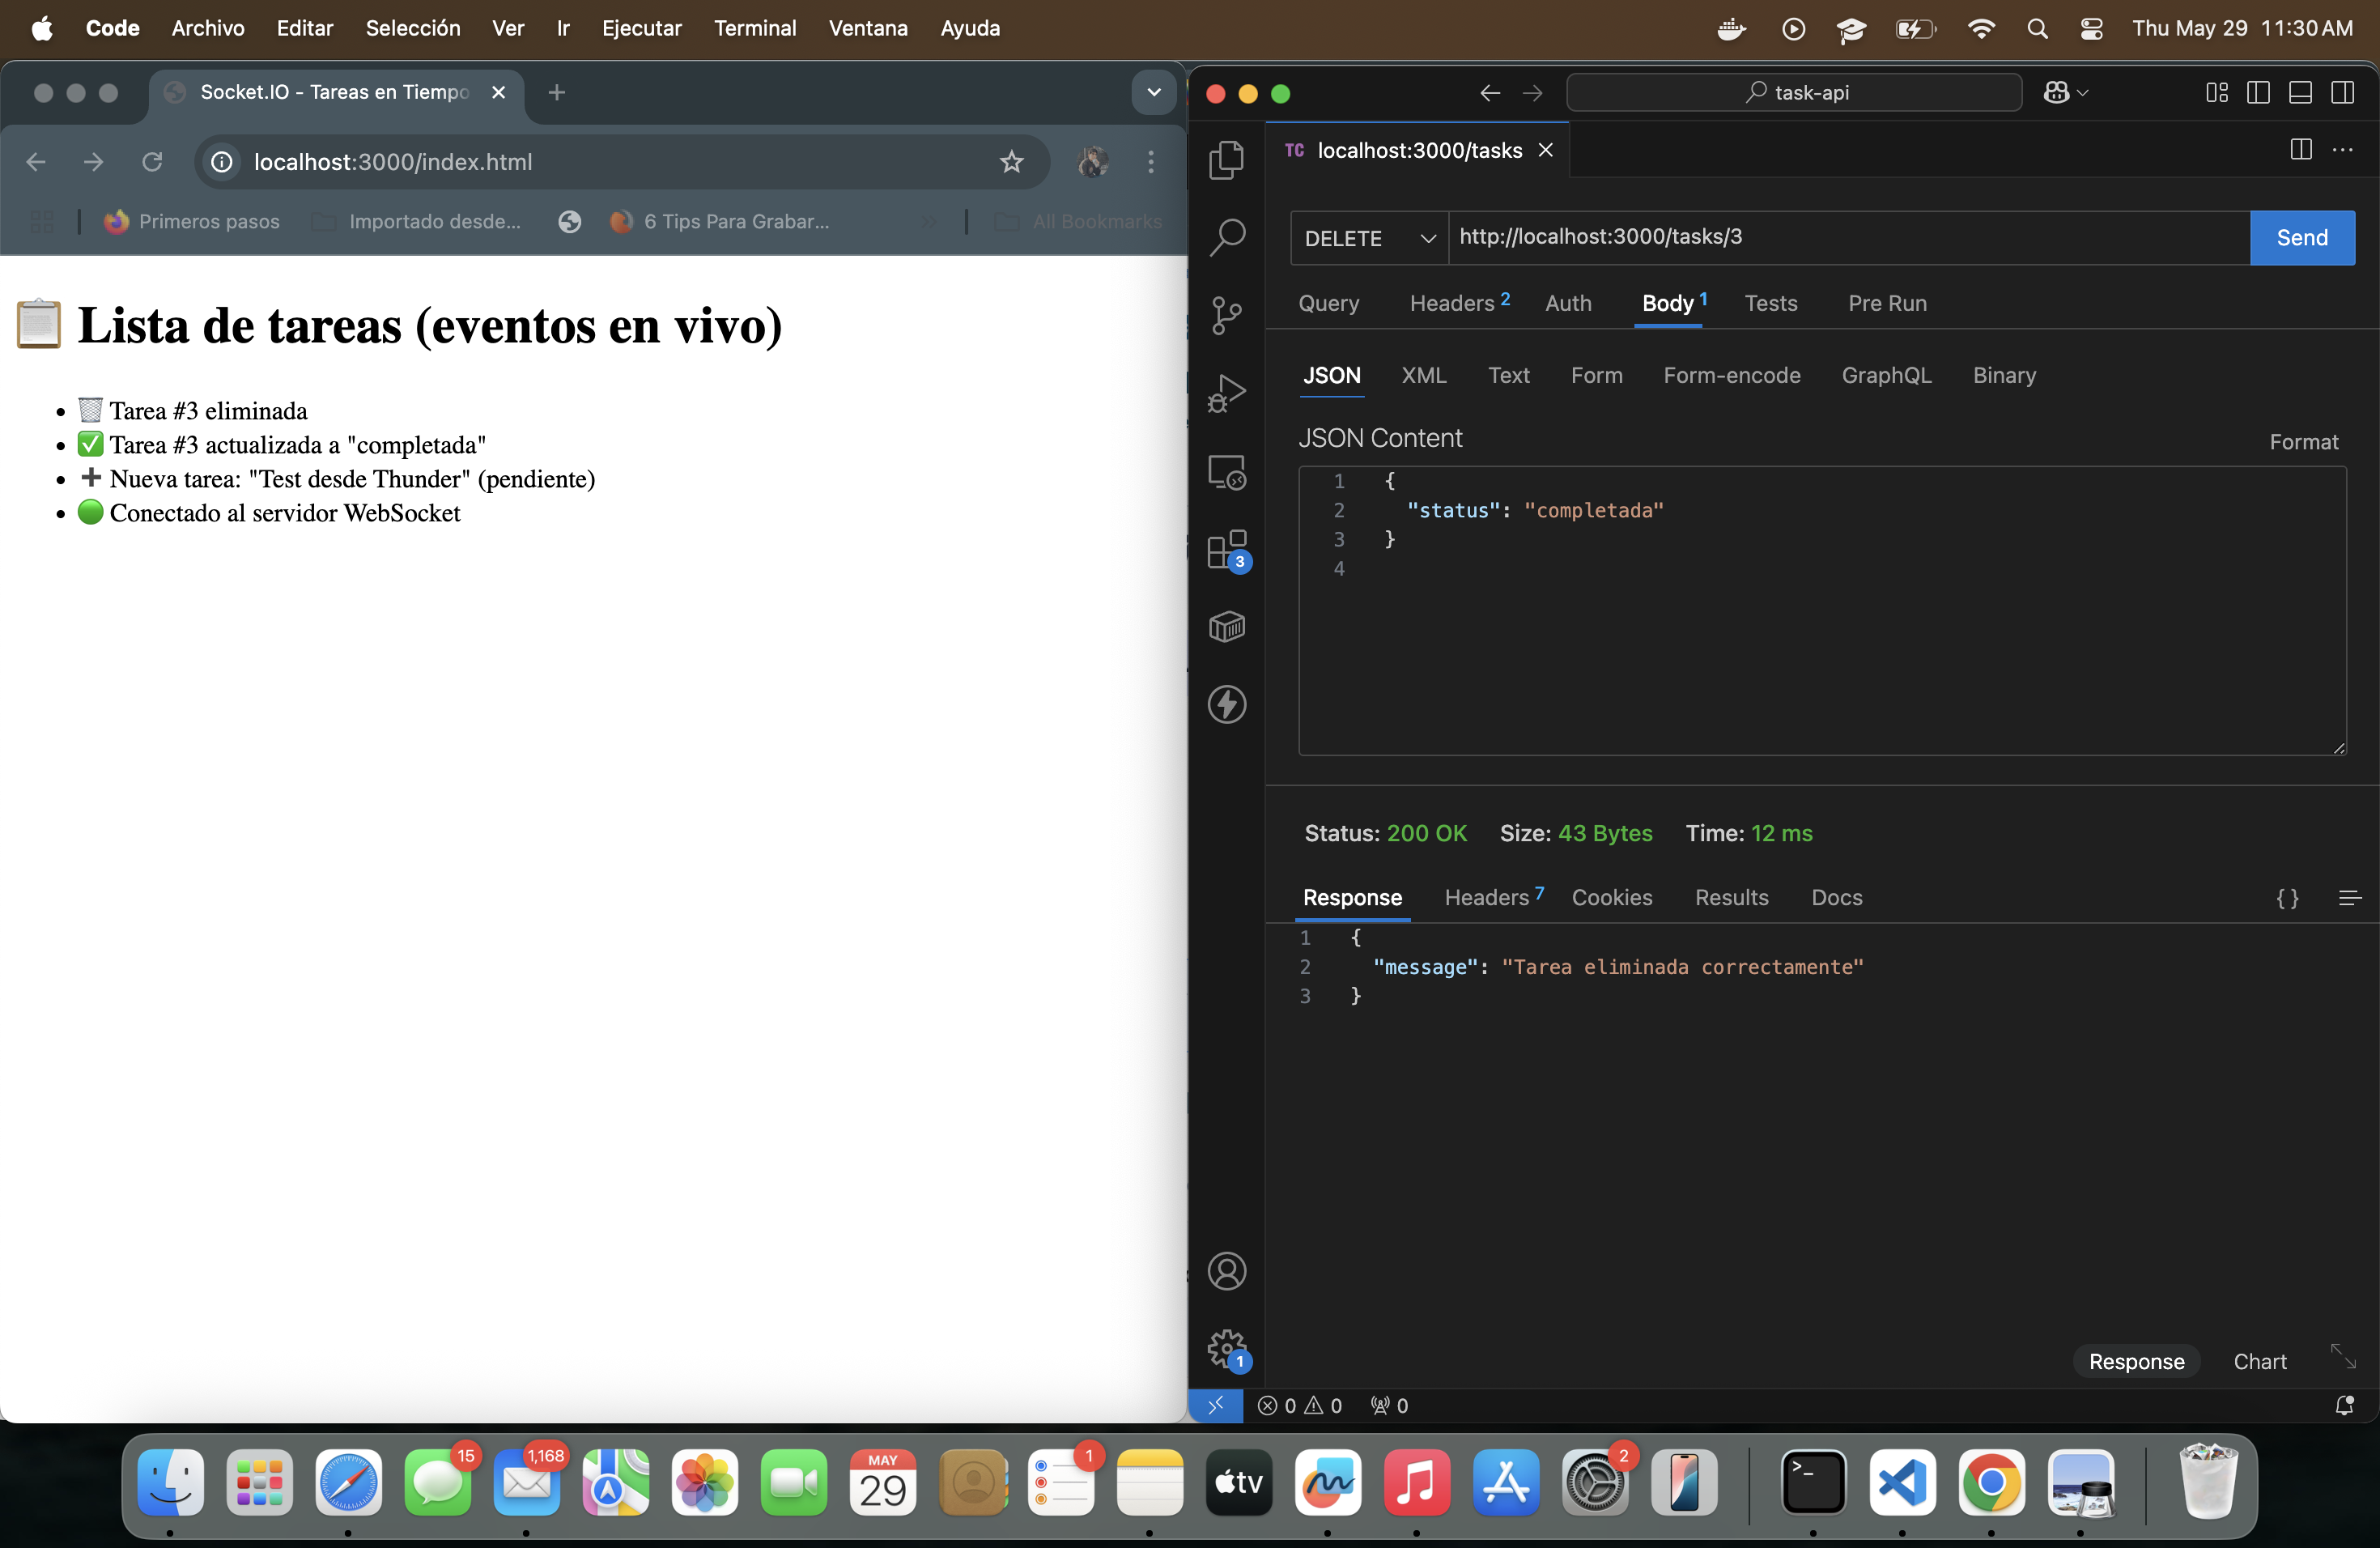 Code Archivo Editar Selección Ver Ir Ejecutar Terminal Ventana Ayuda Thu May 29 11:30 AM
Socket.IO - Tareas en Tiempo
localhost:3000/index.html
Primeros pasos Importado desde... 6 Tips Para Grabar... » All Bookmarks
📋 Lista de tareas (eventos en vivo)
• 🗑️ Tarea #3 eliminada
• ✅ Tarea #3 actualizada a "completada"
• ➕ Nueva tarea: "Test desde Thunder" (pendiente)
• 🟢 Conectado al servidor WebSocket
task-api
TC localhost:3000/tasks
DELETE http://localhost:3000/tasks/3 Send
Query Headers 2 Auth Body 1 Tests Pre Run
JSON XML Text Form Form-encode GraphQL Binary
JSON Content Format
1 {
2 "status": "completada"
3 }
4
3
Status: 200 OK Size: 43 Bytes Time: 12 ms
Response Headers 7 Cookies Results Docs {}
1 {
2 "message": "Tarea eliminada correctamente"
3 }
1
Response Chart
0 0 0
15 1,168 MAY 29 1 tv 2 >_